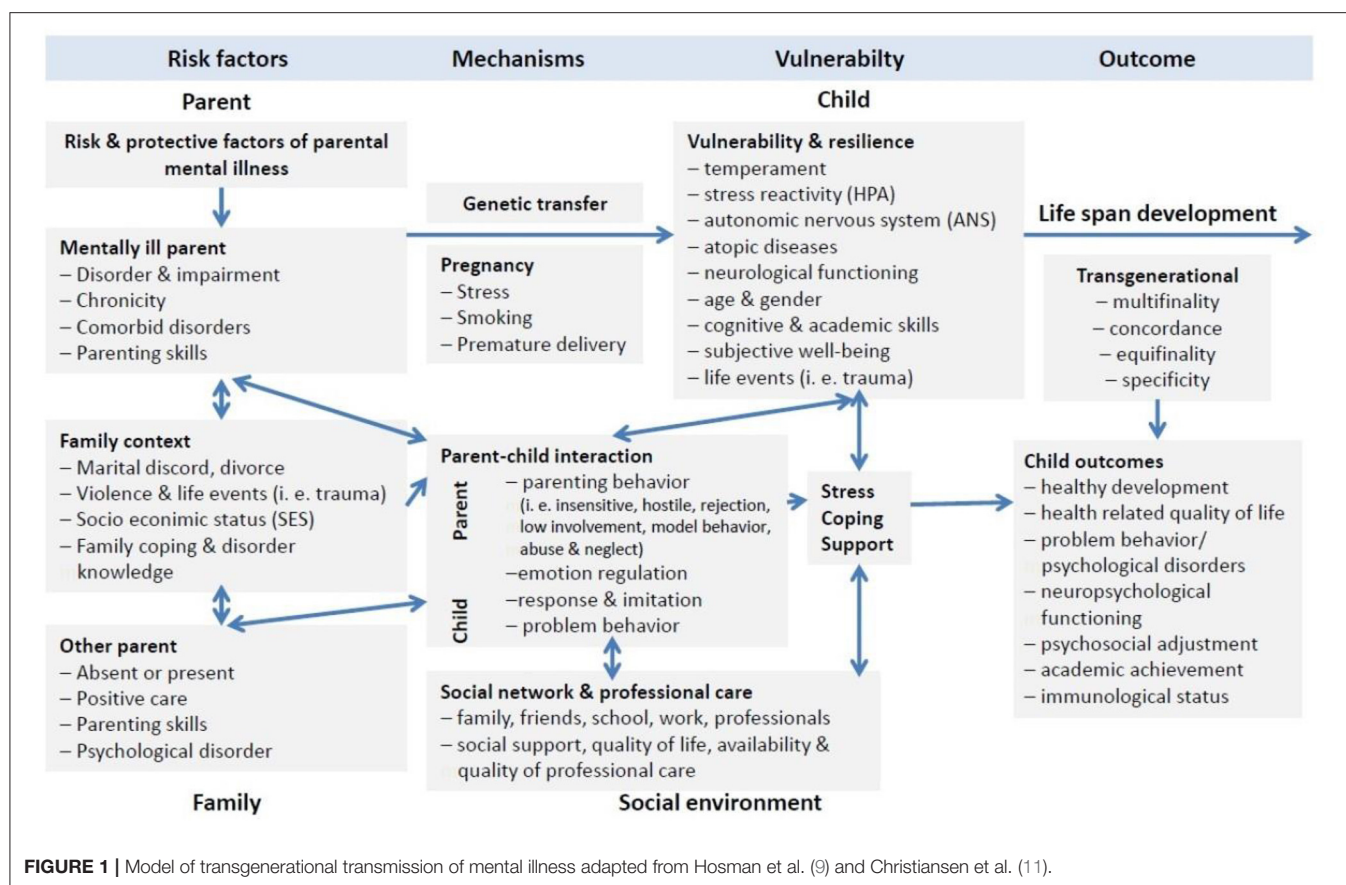 Risk factors
Mechanisms
Vulnerabilty
Outcome
Parent
Child
Risk & protective factors of parental
mental illness
Mentally ill parent
– Disorder & impairment
– Chronicity
– Comorbid disorders
– Parenting skills
Family context
– Marital discord, divorce
– Violence & life events (i. e. trauma)
– Socio econimic status (SES)
– Family coping & disorder
knowledge
Other parent
– Absent or present
– Positive care
– Parenting skills
– Psychological disorder
Family
Genetic transfer
Pregnancy
– Stress
– Smoking
– Premature delivery
Parent-child interaction
Parent
– parenting behavior
(i. e. insensitive, hostile, rejection,
low involvement, model behavior,
abuse & neglect)
–emotion regulation
Child
–response & imitation
– problem behavior
Social network & professional care
– family, friends, school, work, professionals
– social support, quality of life, availability &
quality of professional care
Social environment
Vulnerability & resilience
– temperament
– stress reactivity (HPA)
– autonomic nervous system (ANS)
– atopic diseases
– neurological functioning
– age & gender
– cognitive & academic skills
– subjective well-being
– life events (i. e. trauma)
Stress
Coping
Support
Life span development
Transgenerational
– multifinality
– concordance
– equifinality
– specificity
Child outcomes
– healthy development
– health related quality of life
– problem behavior/
psychological disorders
– neuropsychological
functioning
– psychosocial adjustment
– academic achievement
– immunological status
FIGURE 1 | Model of transgenerational transmission of mental illness adapted from Hosman et al. (9) and Christiansen et al. (11).